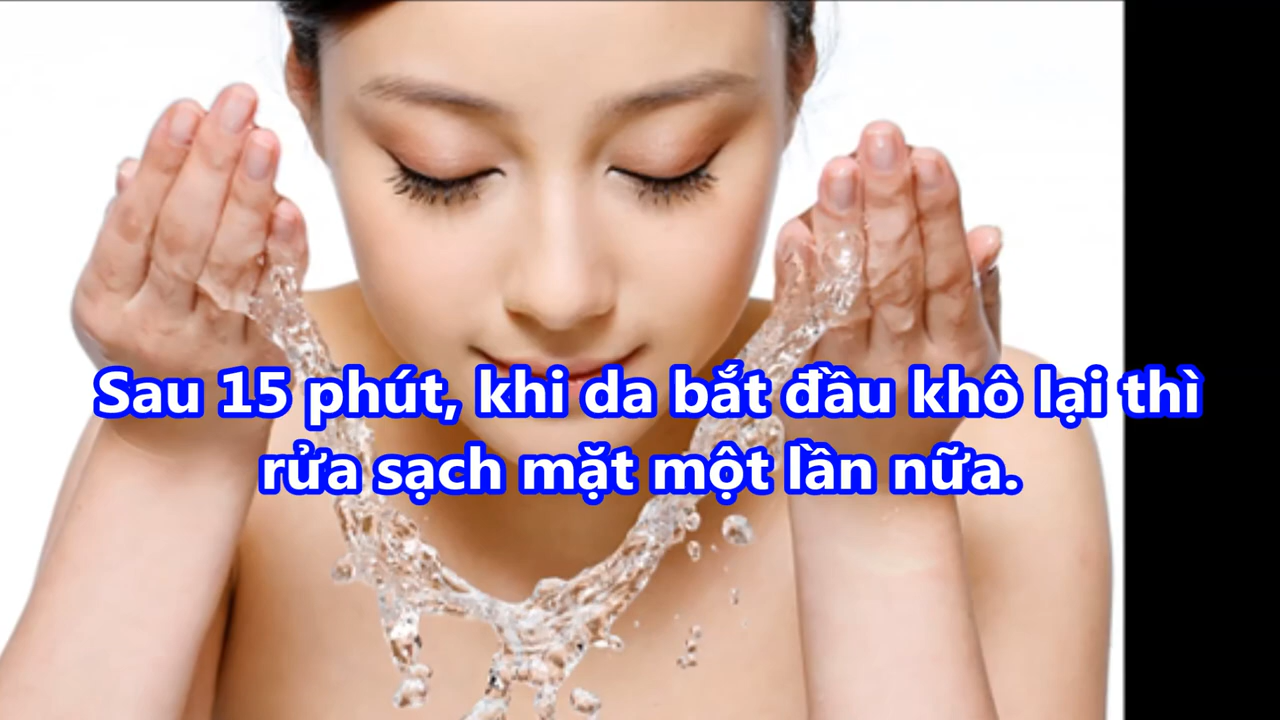 Sau 15 phút, khi da bắt đầu khô lại thì
rửa sạch mặt một lần nữa.